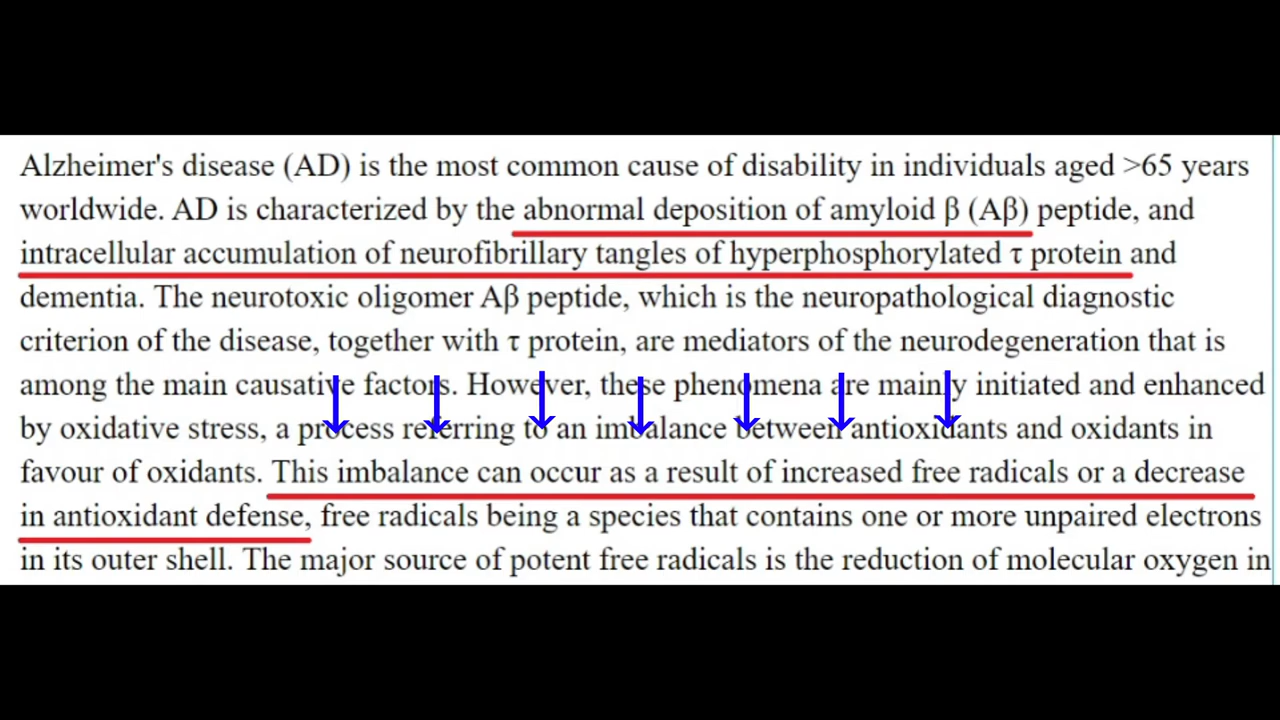 Alzheimer's disease (AD) is the most common cause of disability in individuals aged >65 years
worldwide. AD is characterized by the abnormal deposition of amyloid β (Aβ) peptide, and
intracellular accumulation of neurofibrillary tangles of hyperphosphorylated τ protein and
dementia. The neurotoxic oligomer Aβ peptide, which is the neuropathological diagnostic
criterion of the disease, together with τ protein, are mediators of the neurodegeneration that is
among the main causative factors. However, these phenomena are mainly initiated and enhanced
by oxidative stress, a process referring to an imbalance between antioxidants and oxidants in
favour of oxidants. This imbalance can occur as a result of increased free radicals or a decrease
in antioxidant defense, free radicals being a species that contains one or more unpaired electrons
in its outer shell. The major source of potent free radicals is the reduction of molecular oxygen in